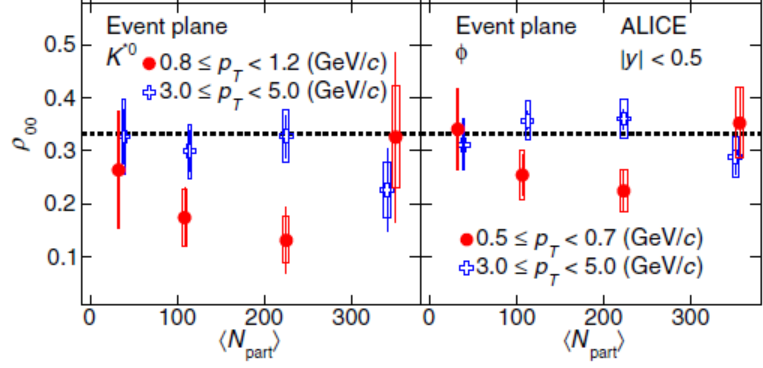 Event plane
K*0
0.8 ≤ pT < 1.2 (GeV/c)
3.0 ≤ pT < 5.0 (GeV/c)
ρ00
0.5
0.4
0.3
0.2
0.1
0 100 200 300
⟨Npart⟩
Event plane ALICE
ϕ |y| < 0.5
0.5 ≤ pT < 0.7 (GeV/c)
3.0 ≤ pT < 5.0 (GeV/c)
0 100 200 300
⟨Npart⟩